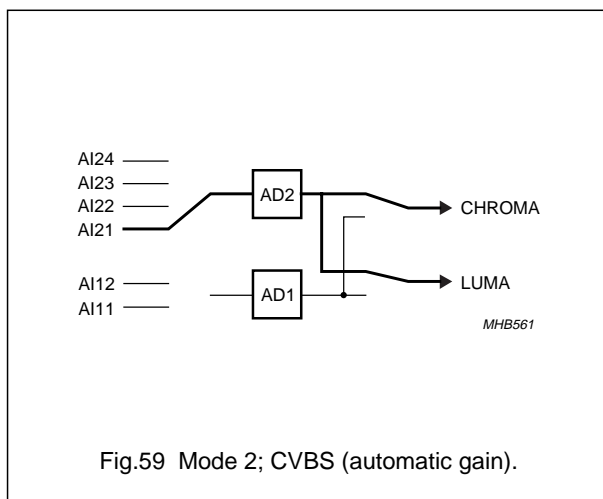 AI24
AI23
AI22
AI21
AD2
CHROMA
AI12
AI11
AD1
LUMA
MHB561
Fig.59 Mode 2; CVBS (automatic gain).